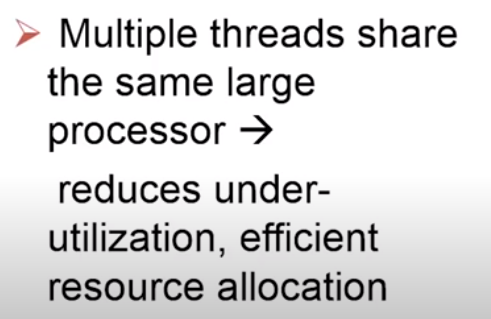 ➢ Multiple threads share
the same large
processor →
reduces under-
utilization, efficient
resource allocation